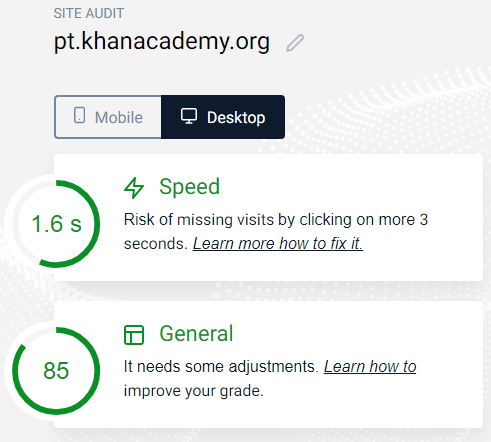 SITE AUDIT
pt.khanacademy.org
Mobile
Desktop
1.6 s
Speed
Risk of missing visits by clicking on more 3
seconds. Learn more how to fix it.
85
General
It needs some adjustments. Learn how to
improve your grade.